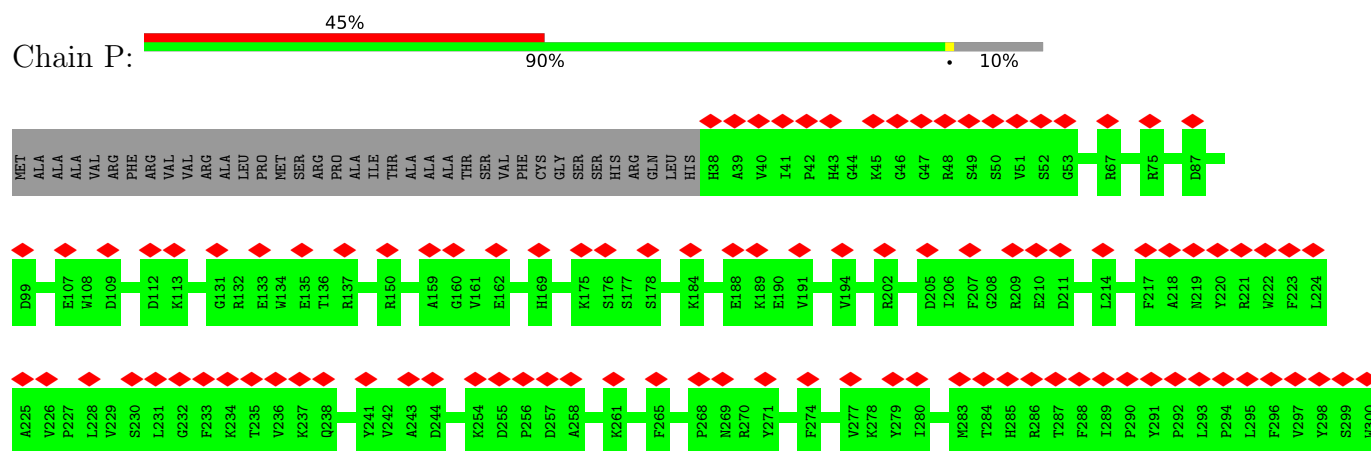 45%
Chain P:
90% • 10%
MET ALA ALA ALA VAL ARG PHE ARG VAL VAL ARG ALA LEU PRO MET SER ARG PRO ALA ILE THR ALA ALA ALA THR SER VAL PHE CYS GLY SER SER HIS ARG GLN LEU HIS H38 A39 V40 I41 P42 H43 G44 K45 G46 G47 R48 S49 S50 V51 S52 G53 R67 R75 D87
D99 E107 W108 D109 D112 K113 G131 R132 E133 W134 E135 T136 R137 R150 A159 G160 V161 E162 H169 K175 S176 S177 S178 K184 E188 K189 E190 V191 V194 R202 D205 I206 F207 G208 R209 E210 D211 L214 F217 A218 N219 Y220 R221 W222 F223 L224
A225 V226 P227 L228 V229 S230 L231 G232 F233 K234 T235 V236 K237 Q238 Y241 V242 A243 D244 K254 D255 P256 D257 A258 K261 F265 P268 N269 R270 Y271 F274 V277 K278 Y279 I280 M283 T284 H285 R286 T287 F288 I289 P290 Y291 P292 L293 P294 L295 F296 V297 Y298 S299 W300